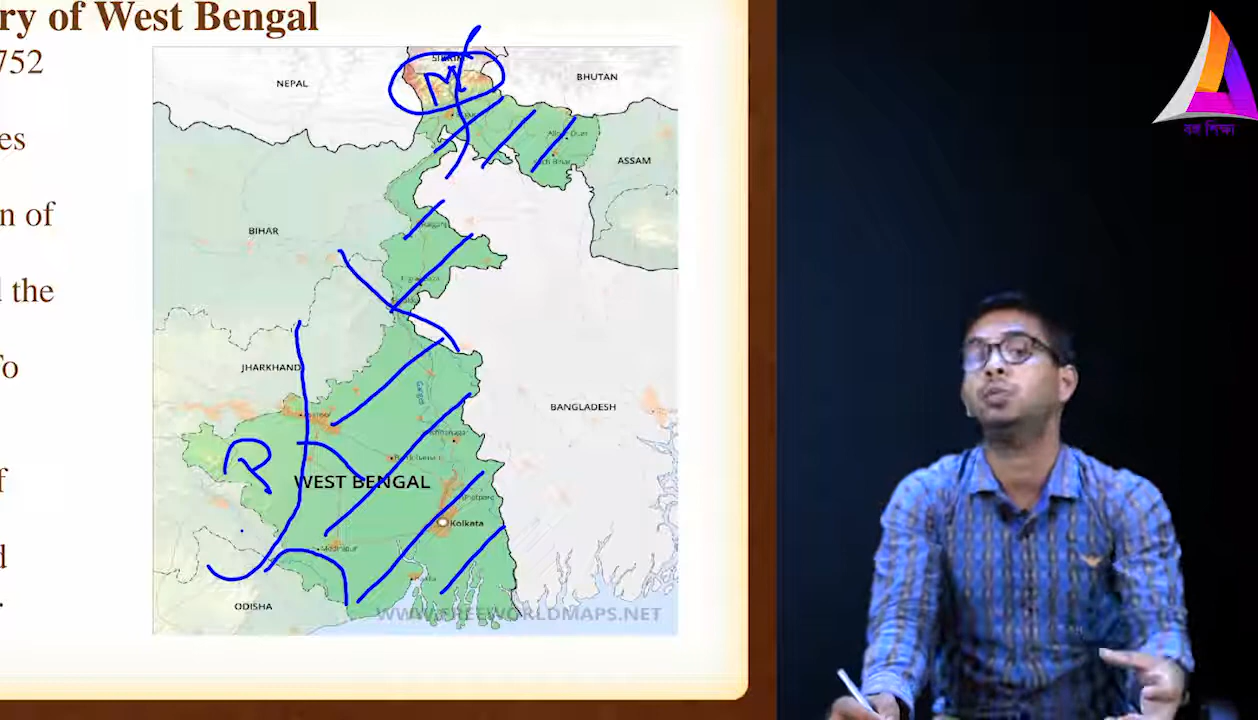 ry of West Bengal
752
es
n of
l the
To
f
d
.
NEPAL
BHUTAN
M
ASSAM
BIHAR
JHARKHAND
BANGLADESH
P
WEST BENGAL
Kolkata
ODISHA
WWW.FREEWORLDMAPS.NET
বঙ্গ শিক্ষা